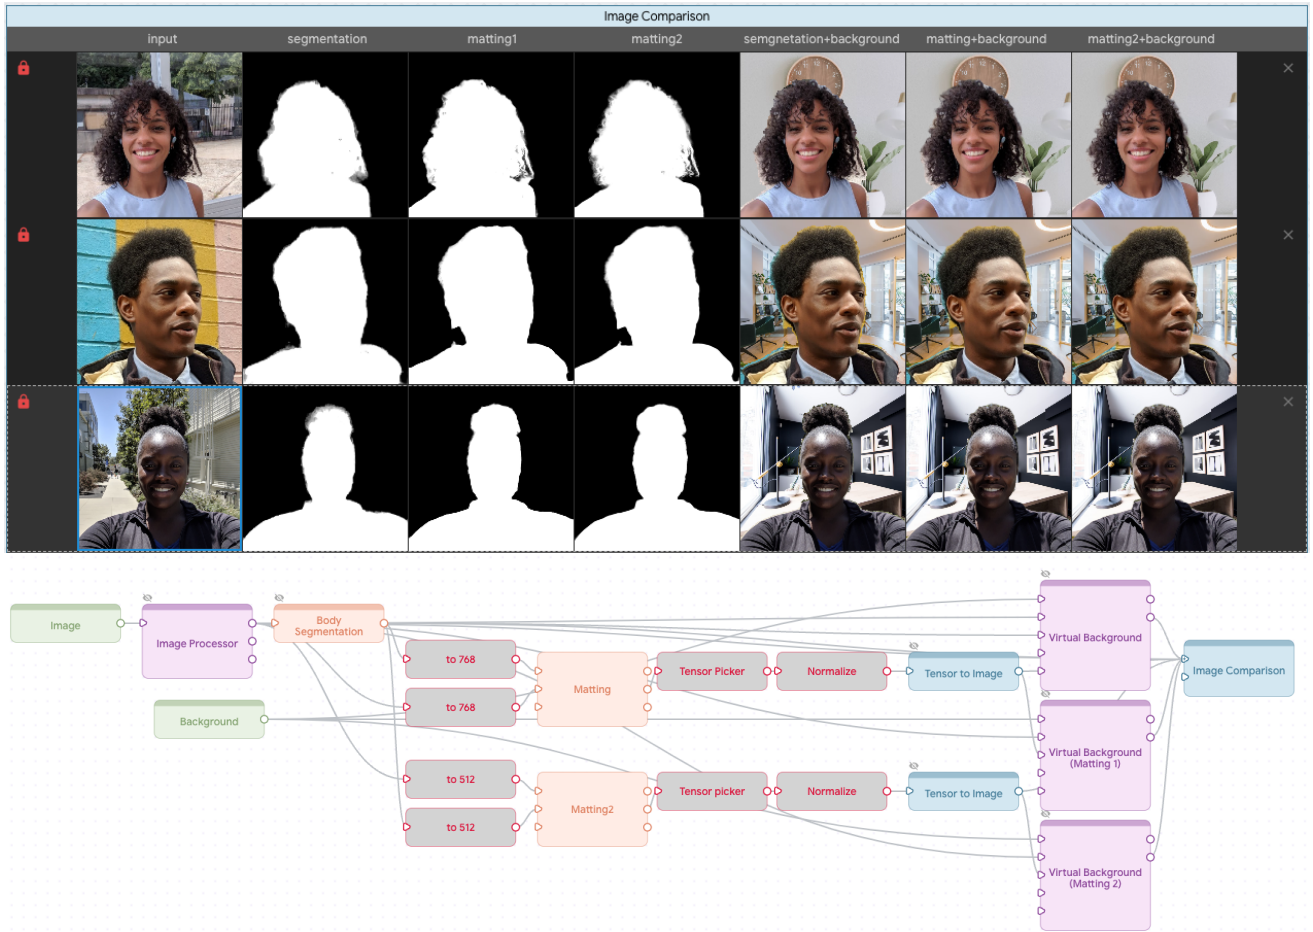 Image Comparison
input segmentation matting1 matting2 semgnetation+background matting+background matting2+background
Image
Image Processor
Body
Segmentation
Background
to 768
to 768
Matting
Tensor Picker
Normalize
Tensor to Image
Virtual Background
Image Comparison
Virtual Background
(Matting 1)
to 512
to 512
Matting2
Tensor picker
Normalize
Tensor to Image
Virtual Background
(Matting 2)